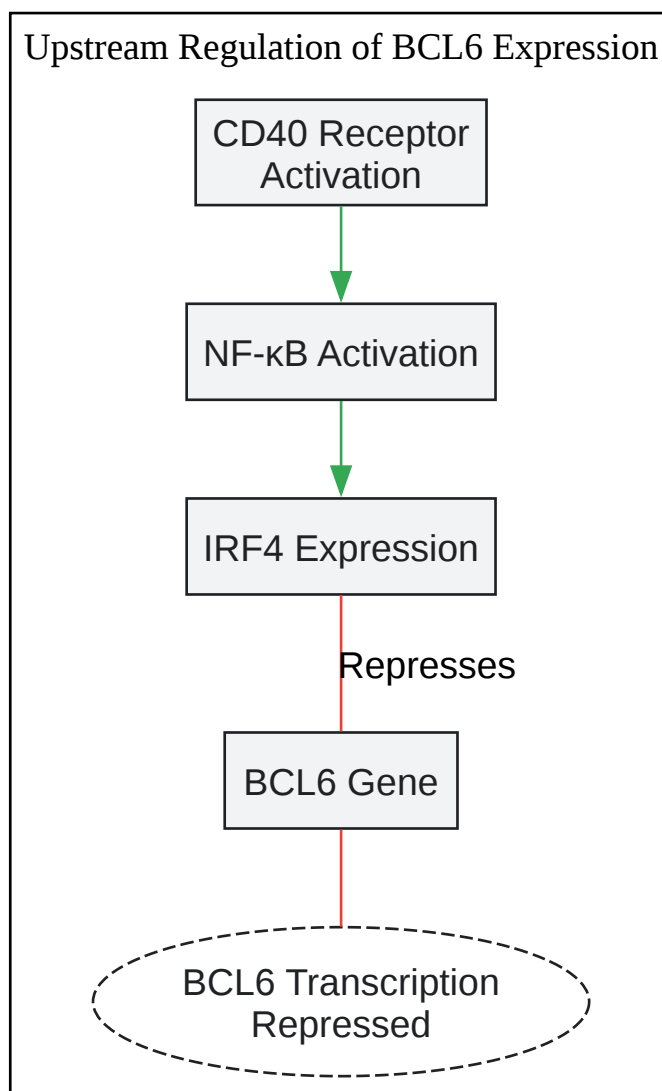 Upstream Regulation of BCL6 Expression
CD40 Receptor
Activation
NF-κB Activation
IRF4 Expression
Represses
BCL6 Gene
BCL6 Transcription
Repressed